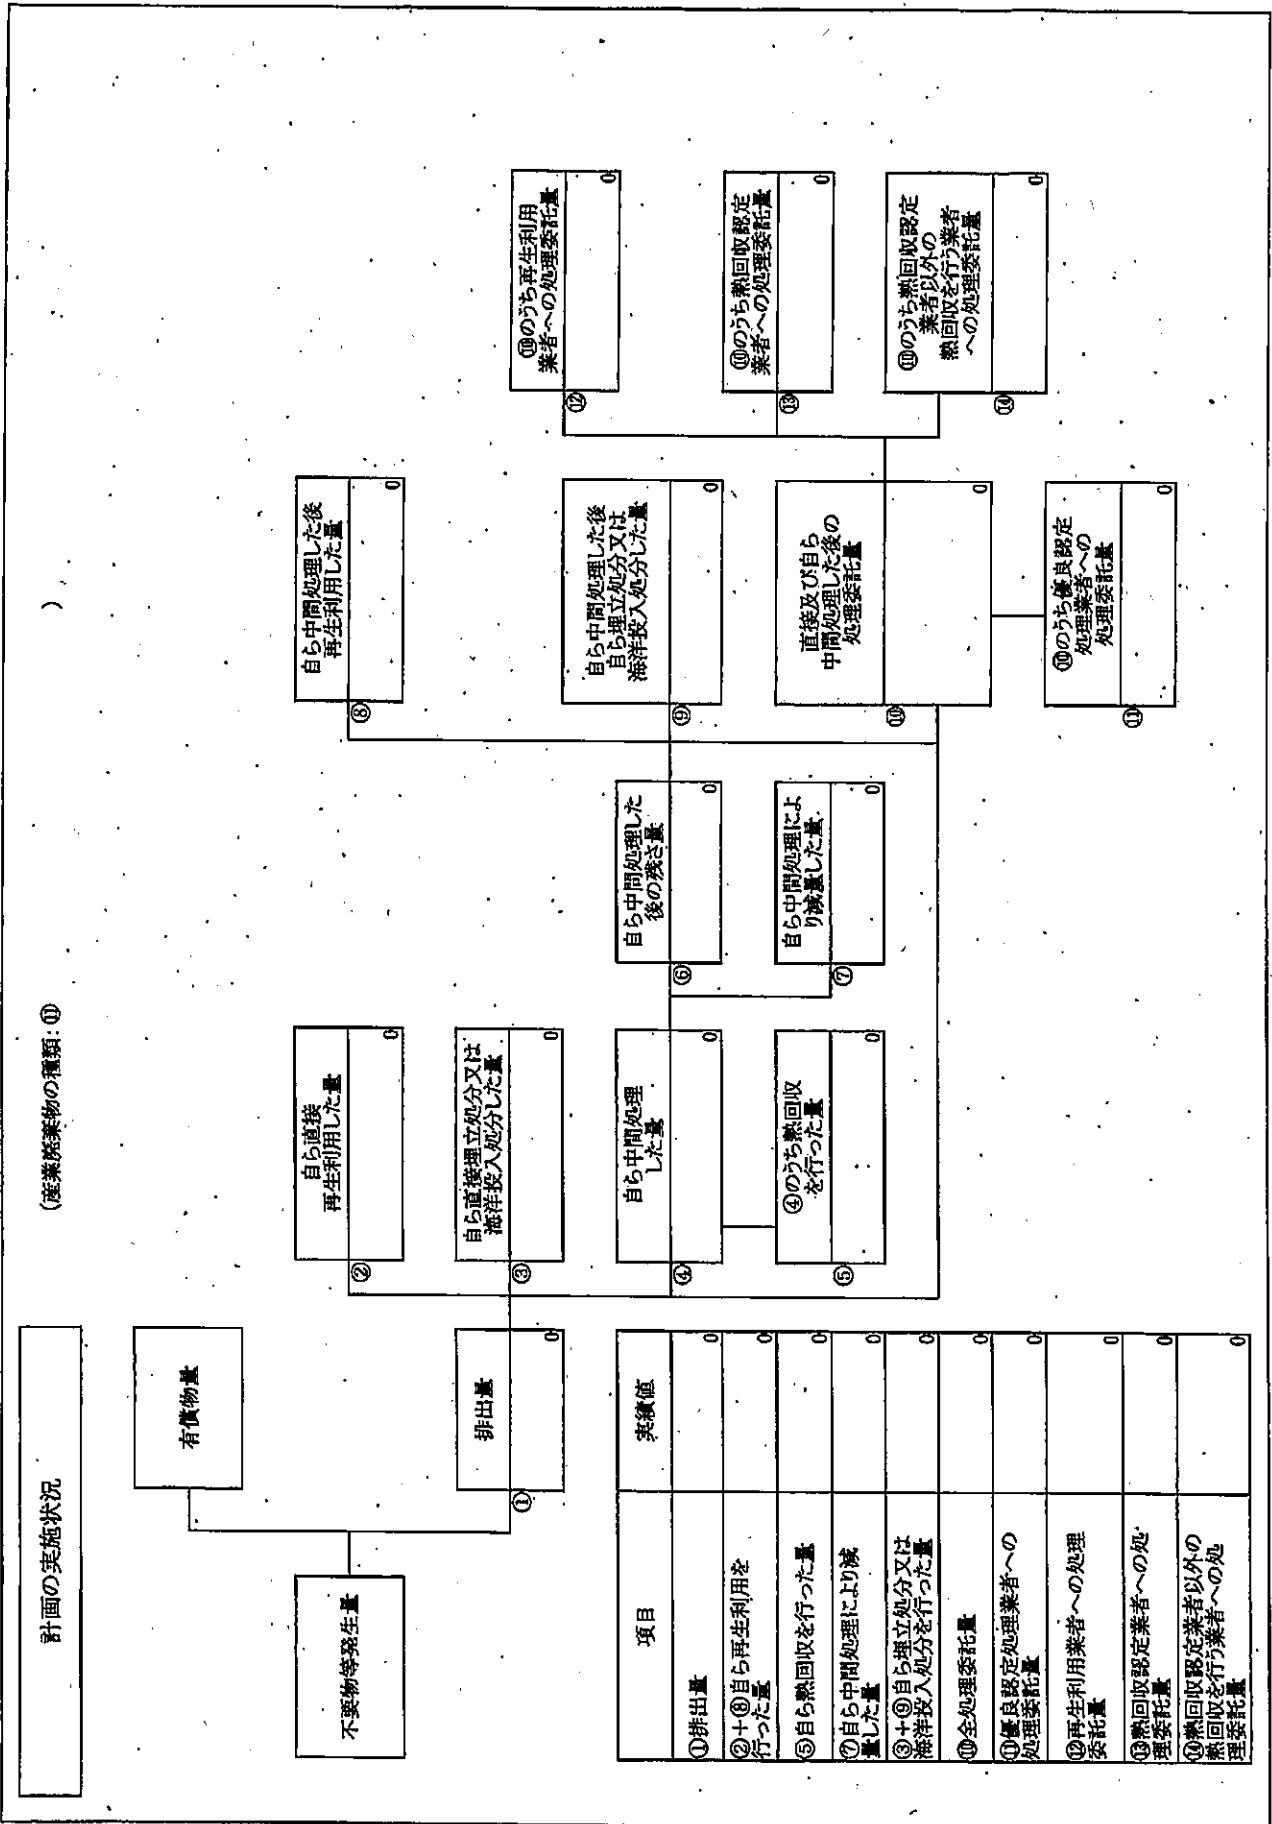 計画の実施状況
(産業廃棄物の種類:⑪
)
不要物等発生量
有償物量
排出量
①
0
自ら直接
再生利用した量
②
0
自ら直接埋立処分又は
海洋投入処分した量
③
0
自ら中間処理
した量
④
0
④のうち熱回収
を行った量
⑤
0
自ら中間処理した
後の残さ量
⑥
0
自ら中間処理によ
り減量した量
⑦
0
自ら中間処理した後
再生利用した量
⑧
0
自ら中間処理した後
自ら埋立処分又は
海洋投入処分した量
⑨
0
直接及び自ら
中間処理した後の
処理委託量
⑩
0
⑩のうち優良認定
処理業者への
処理委託量
⑪
0
⑩のうち再生利用
業者への処理委託量
⑫
0
⑩のうち熱回収認定
業者への処理委託量
⑬
0
⑩のうち熱回収認定
業者以外の
熱回収を行う業者
への処理委託量
⑭
0
項目
実績値
①排出量
0
②+⑧自ら再生利用を
行った量
0
⑤自ら熱回収を行った量
0
⑦自ら中間処理により減
量した量
0
③+⑨自ら埋立処分又は
海洋投入処分を行った量
0
⑩全処理委託量
0
⑪優良認定処理業者への
処理委託量
0
⑫再生利用業者への処理
委託量
0
⑬熱回収認定業者への処
理委託量
0
⑭熱回収認定業者以外の
熱回収を行う業者への処
理委託量
0